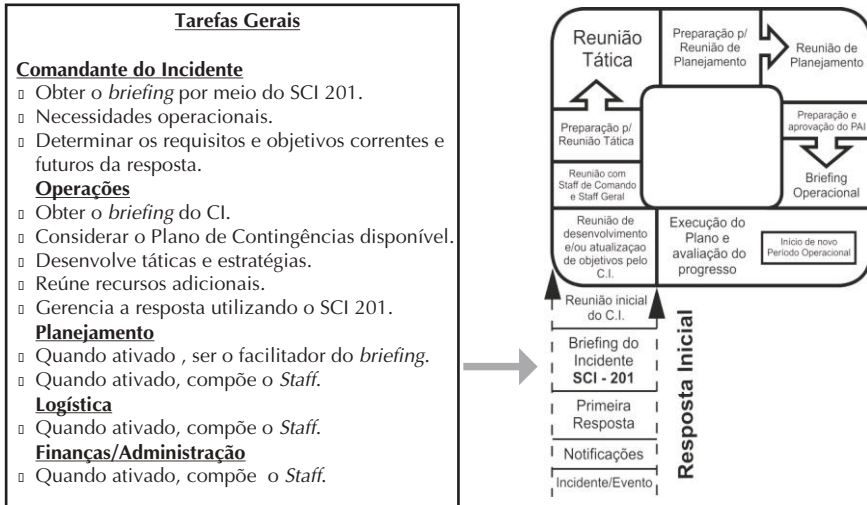 Tarefas Gerais
Comandante do Incidente
▯ Obter o briefing por meio do SCI 201.
▯ Necessidades operacionais.
▯ Determinar os requisitos e objetivos correntes e
futuros da resposta.
Operações
▯ Obter o briefing do CI.
▯ Considerar o Plano de Contingências disponível.
▯ Desenvolve táticas e estratégias.
▯ Reúne recursos adicionais.
▯ Gerencia a resposta utilizando o SCI 201.
Planejamento
▯ Quando ativado , ser o facilitador do briefing.
▯ Quando ativado, compõe o Staff.
Logística
▯ Quando ativado, compõe o Staff.
Finanças/Administração
▯ Quando ativado, compõe o Staff.
Reunião
Tática
Preparação p/
Reunião de
Planejamento
Reunião de
Planejamento
Preparação p/
Reunião Tática
Preparação e
aprovação do PAI
Reunião com
Staff de Comando
e Staff Geral
Briefing
Operacional
Reunião de
desenvolvimento
e/ou atualizaçao
de objetivos pelo
C.I.
Execução do
Plano e
avaliação do
progresso
Início de novo
Período Operacional
Reunião inicial
do C.I.
Briefing do
Incidente
SCI - 201
Primeira
Resposta
Notificações
Incidente/Evento
Resposta Inicial